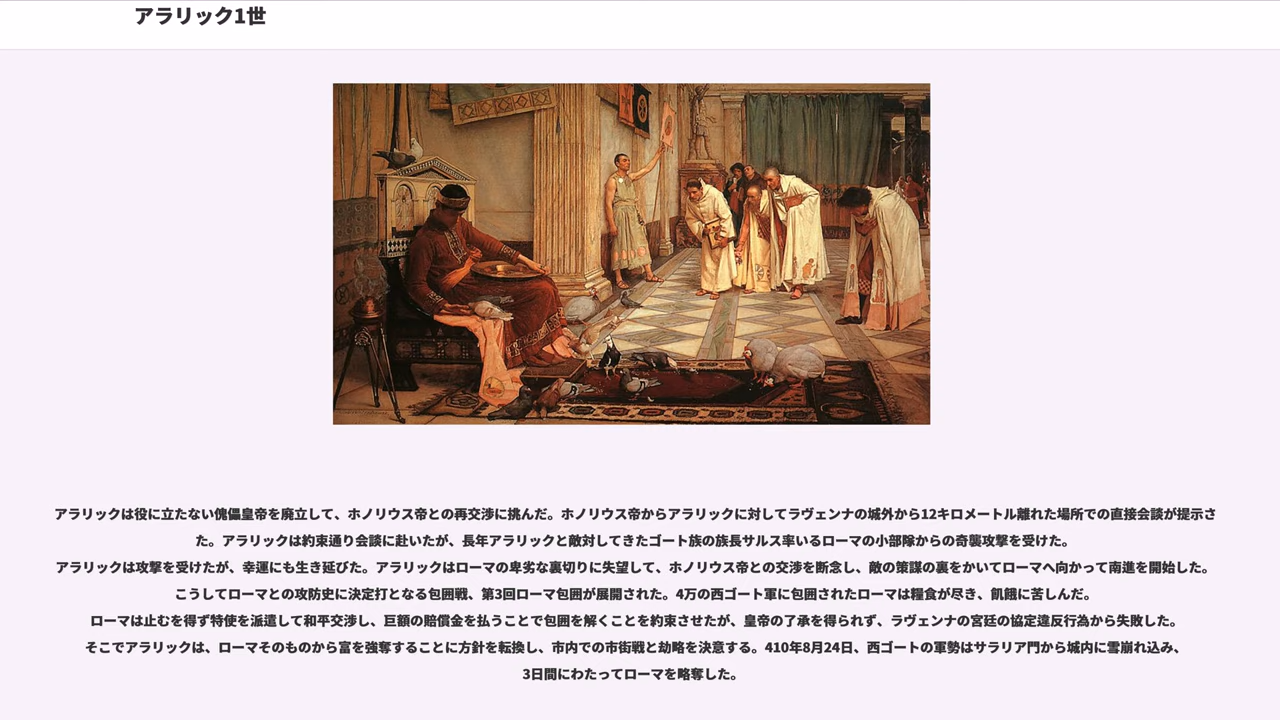 アラリック1世
アラリックは役に立たない傀儡皇帝を廃立して、ホノリウス帝との再交渉に挑んだ。ホノリウス帝からアラリックに対してラヴェンナの城外から12キロメートル離れた場所での直接会談が提示さ
た。アラリックは約束通り会談に赴いたが、長年アラリックと敵対してきたゴート族の族長サルス率いるローマの小部隊からの奇襲攻撃を受けた。
アラリックは攻撃を受けたが、幸運にも生き延びた。アラリックはローマの卑劣な裏切りに失望して、ホノリウス帝との交渉を断念し、敵の策謀の裏をかいてローマへ向かって南進を開始した。
こうしてローマとの攻防史に決定打となる包囲戦、第3回ローマ包囲が展開された。4万の西ゴート軍に包囲されたローマは糧食が尽き、飢餓に苦しんだ。
ローマは止むを得ず特使を派遣して和平交渉し、巨額の賠償金を払うことで包囲を解くことを約束させたが、皇帝の了承を得られず、ラヴェンナの宮廷の協定違反行為から失敗した。
そこでアラリックは、ローマそのものから富を強奪することに方針を転換し、市内での市街戦と劫略を決意する。410年8月24日、西ゴートの軍勢はサラリア門から城内に雪崩れ込み、
3日間にわたってローマを略奪した。